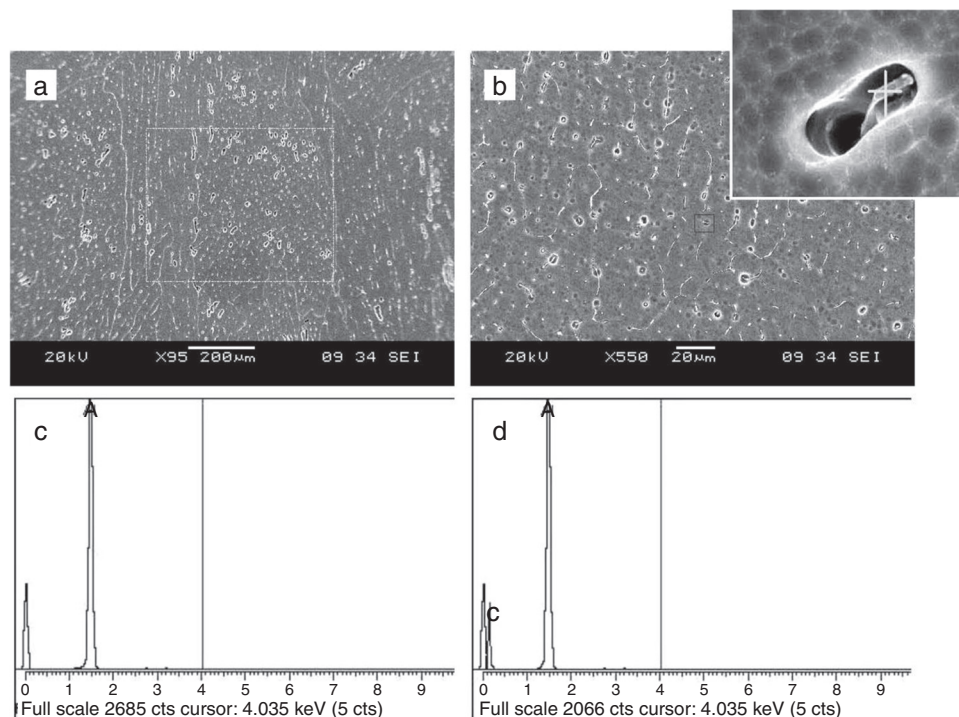 a
b
20kV X95 200µm 09 34 SEI
20kV X550 20µm 09 34 SEI
A
c
0 1 2 3 4 5 6 7 8 9
Full scale 2685 cts cursor: 4.035 keV (5 cts)
A
d
C
0 1 2 3 4 5 6 7 8 9
Full scale 2066 cts cursor: 4.035 keV (5 cts)